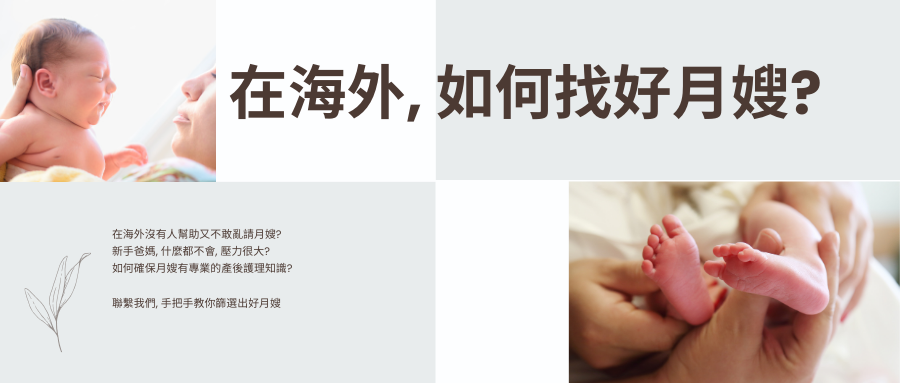 在海外, 如何找好月嫂?
在海外沒有人幫助又不敢亂請月嫂?
新手爸媽, 什麼都不會, 壓力很大?
如何確保月嫂有專業的產後護理知識?
聯繫我們, 手把手教你篩選出好月嫂